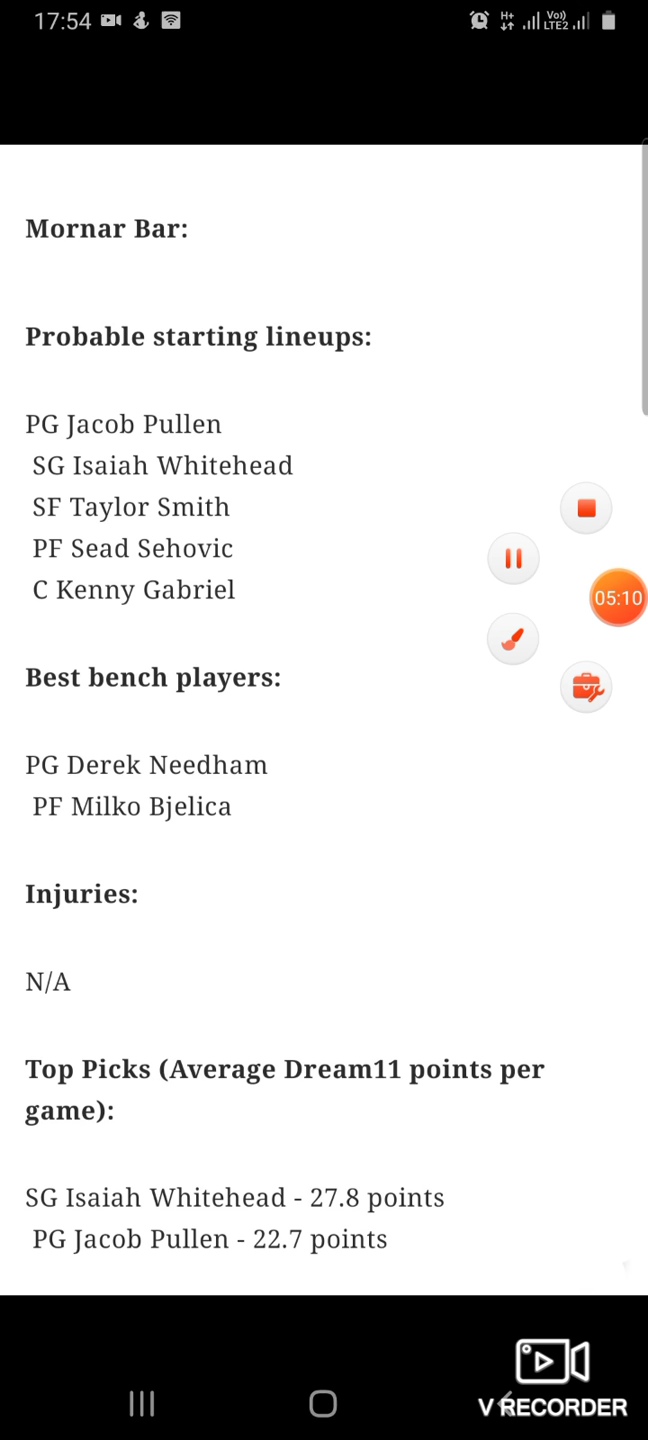 17:54
H+
Vo))
LTE2
Mornar Bar:
Probable starting lineups:
PG Jacob Pullen
SG Isaiah Whitehead
SF Taylor Smith
PF Sead Sehovic
C Kenny Gabriel
05:10
Best bench players:
PG Derek Needham
PF Milko Bjelica
Injuries:
N/A
Top Picks (Average Dream11 points per
game):
SG Isaiah Whitehead - 27.8 points
PG Jacob Pullen - 22.7 points
V RECORDER